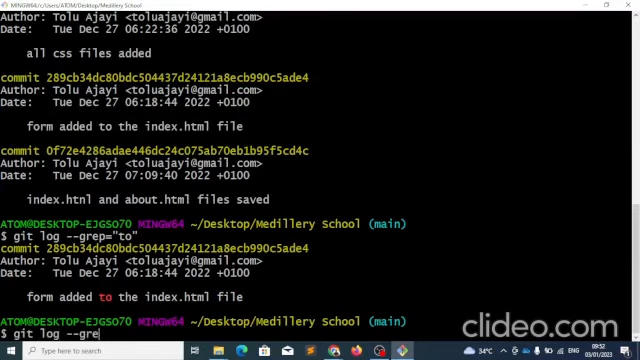 MINGW64:/c/Users/ATOM/Desktop/Medillery School
Author: Tolu Ajayi <toluajayi@gmail.com>
Date:   Tue Dec 27 06:22:36 2022 +0100
all css files added
commit 289cb34dc80bdc504437d24121a8ecb990c5ade4
Author: Tolu Ajayi <toluajayi@gmail.com>
Date:   Tue Dec 27 06:18:44 2022 +0100
form added to the index.html file
commit 0f72e4286adae446dc24c075ab70eb1b95f5cd4c
Author: Tolu Ajayi <toluajayi@gmail.com>
Date:   Tue Dec 27 07:09:40 2022 +0100
index.htnl and about.html files saved
ATOM@DESKTOP-EJGSO70 MINGW64 ~/Desktop/Medillery School (main)
$ git log --grep="to"
commit 289cb34dc80bdc504437d24121a8ecb990c5ade4
Author: Tolu Ajayi <toluajayi@gmail.com>
Date:   Tue Dec 27 06:18:44 2022 +0100
form added to the index.html file
ATOM@DESKTOP-EJGSO70 MINGW64 ~/Desktop/Medillery School (main)
$ git log --gre
clideo.com
Type here to search
34°C
09:52
03/01/2023